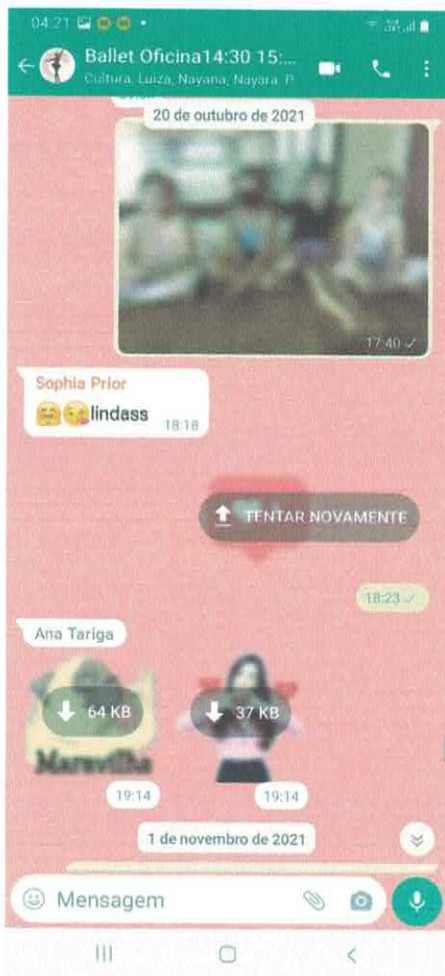 04:21
Ballet Oficina14:30 15:...
Cultura, Luiza, Nayana, Nayara, P
20 de outubro de 2021
17:40
Sophia Prior
lindass
18:18
TENTAR NOVAMENTE
18:23
Ana Tariga
64 KB
37 KB
Maravilha
19:14
19:14
1 de novembro de 2021
Mensagem